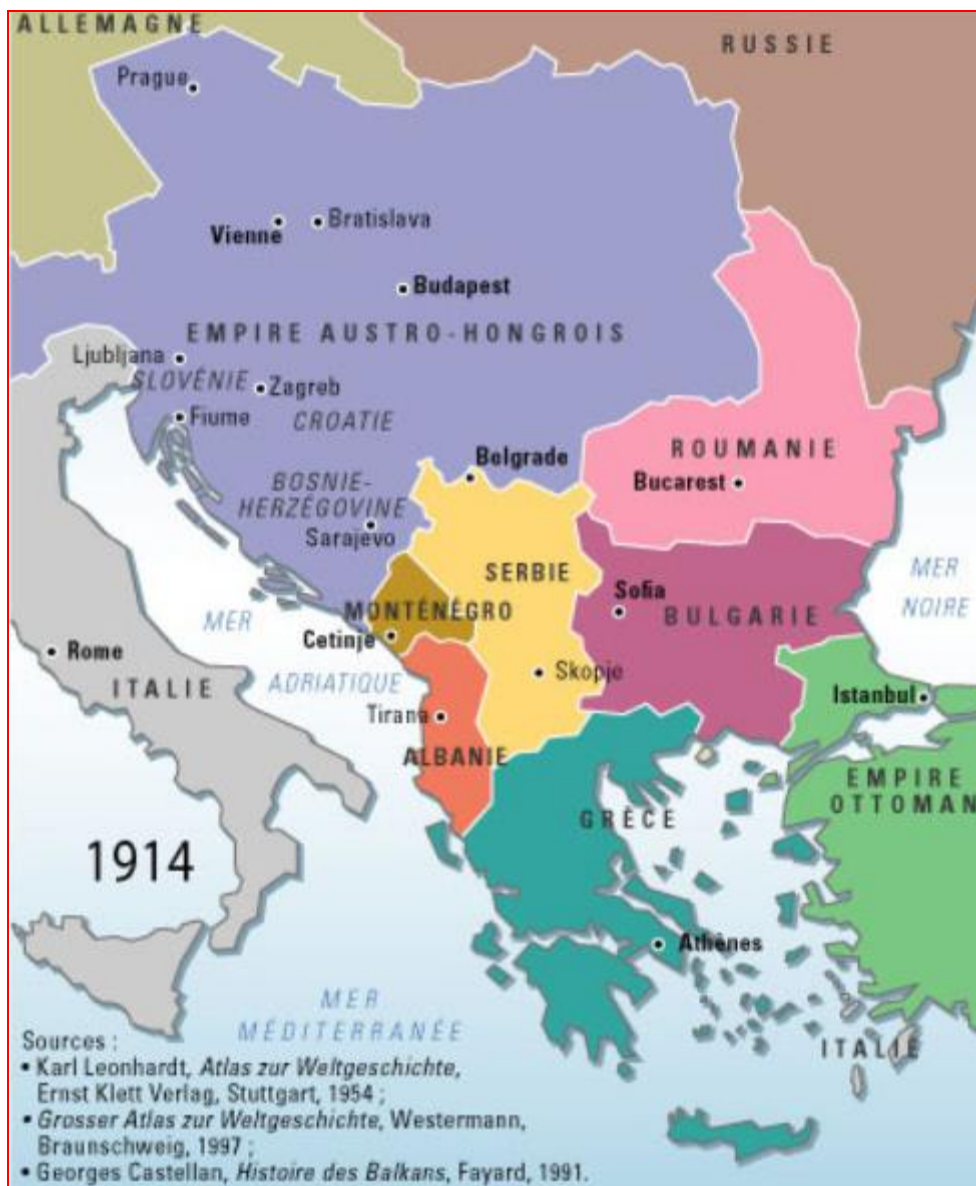 ALLEMAGNE
RUSSIE
Prague
Vienne
Bratislava
Budapest
EMPIRE AUSTRO-HONGROIS
Ljubljana
SLOVÉNIE
Zagreb
Fiume
CROATIE
ROUMANIE
Belgrade
Bucarest
BOSNIE-
HERZÉGOVINE
Sarajevo
SERBIE
MER
NOIRE
Sofia
BULGARIE
MONTÉNÉGRO
MER
ADRIATIQUE
Cetinje
Rome
ITALIE
Skopje
Istanbul
Tirana
ALBANIE
EMPIRE
OTTOMAN
GRÈCE
1914
Athènes
MER
MÉDITERRANÉE
ITALIE
Sources :
• Karl Leonhardt, Atlas zur Weltgeschichte,
Ernst Klett Verlag, Stuttgart, 1954 ;
• Grosser Atlas zur Weltgeschichte, Westermann,
Braunschweig, 1997 ;
• Georges Castellan, Histoire des Balkans, Fayard, 1991.